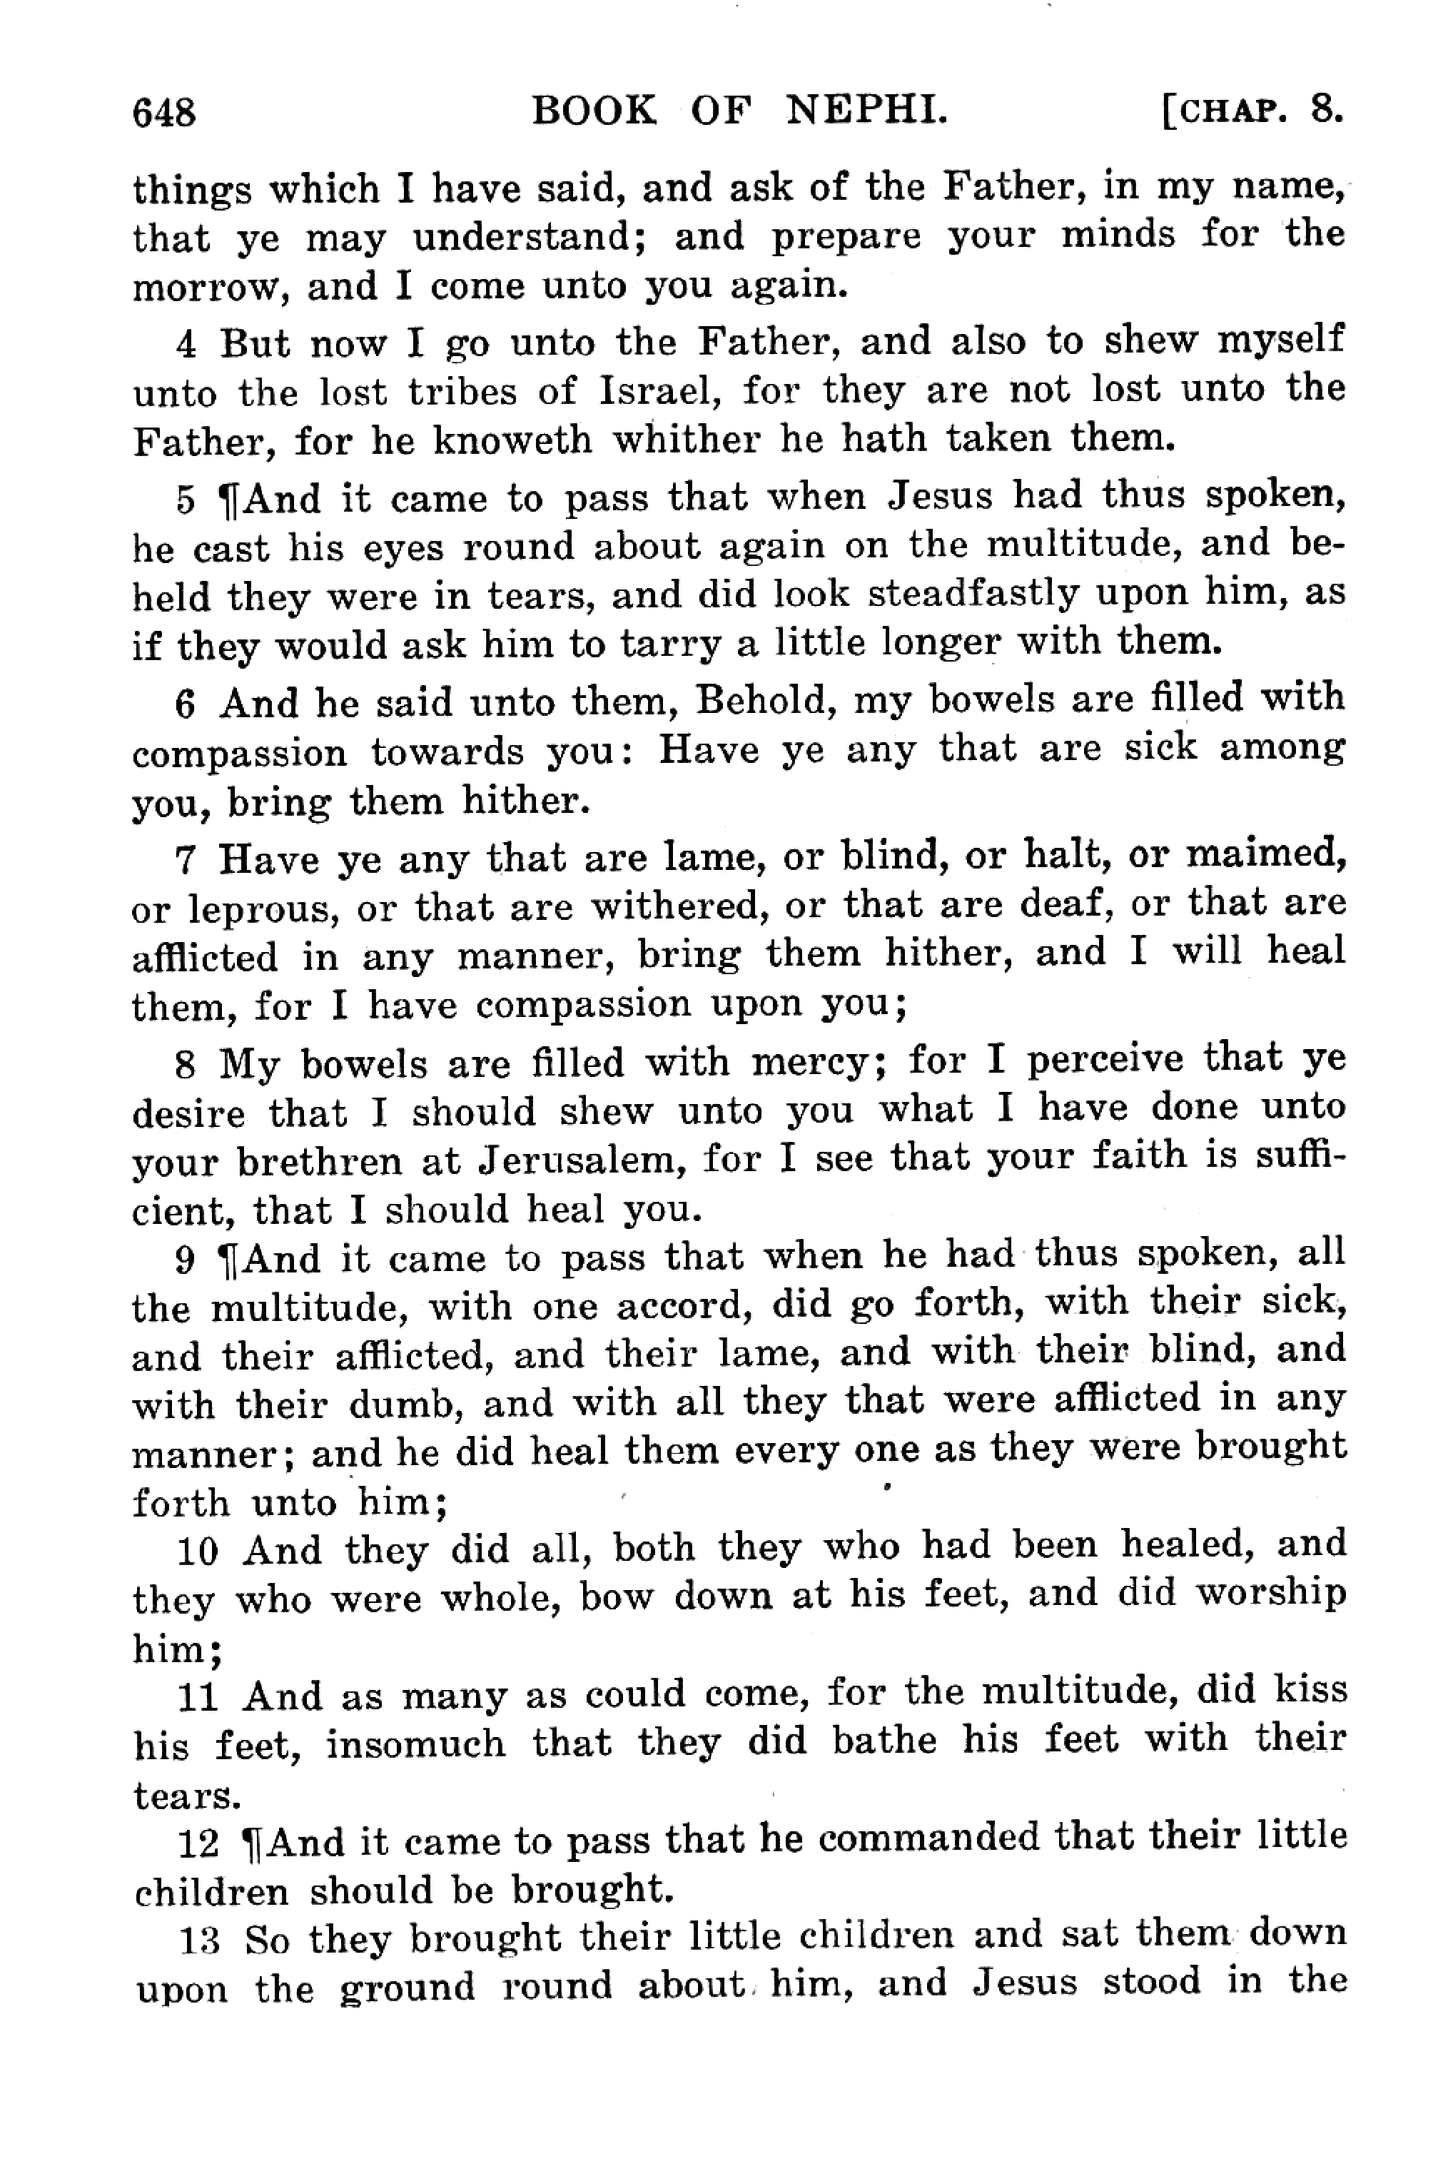 648 BOOK OF NEPHI. [CHAP. 8.
things which I have said, and ask of the Father, in my name,
that ye may understand; and prepare your minds for the
morrow, and I come unto you again.
4 But now I go unto the Father, and also to shew myself
unto the lost tribes of Israel, for they are not lost unto the
Father, for he knoweth whither he hath taken them.
5 ¶And it came to pass that when Jesus had thus spoken,
he cast his eyes round about again on the multitude, and be-
held they were in tears, and did look steadfastly upon him, as
if they would ask him to tarry a little longer with them.
6 And he said unto them, Behold, my bowels are filled with
compassion towards you: Have ye any that are sick among
you, bring them hither.
7 Have ye any that are lame, or blind, or halt, or maimed,
or leprous, or that are withered, or that are deaf, or that are
afflicted in any manner, bring them hither, and I will heal
them, for I have compassion upon you;
8 My bowels are filled with mercy; for I perceive that ye
desire that I should shew unto you what I have done unto
your brethren at Jerusalem, for I see that your faith is suffi-
cient, that I should heal you.
9 ¶And it came to pass that when he had thus spoken, all
the multitude, with one accord, did go forth, with their sick,
and their afflicted, and their lame, and with their blind, and
with their dumb, and with all they that were afflicted in any
manner; and he did heal them every one as they were brought
forth unto him;
10 And they did all, both they who had been healed, and
they who were whole, bow down at his feet, and did worship
him;
11 And as many as could come, for the multitude, did kiss
his feet, insomuch that they did bathe his feet with their
tears.
12 ¶And it came to pass that he commanded that their little
children should be brought.
13 So they brought their little children and sat them down
upon the ground round about him, and Jesus stood in the